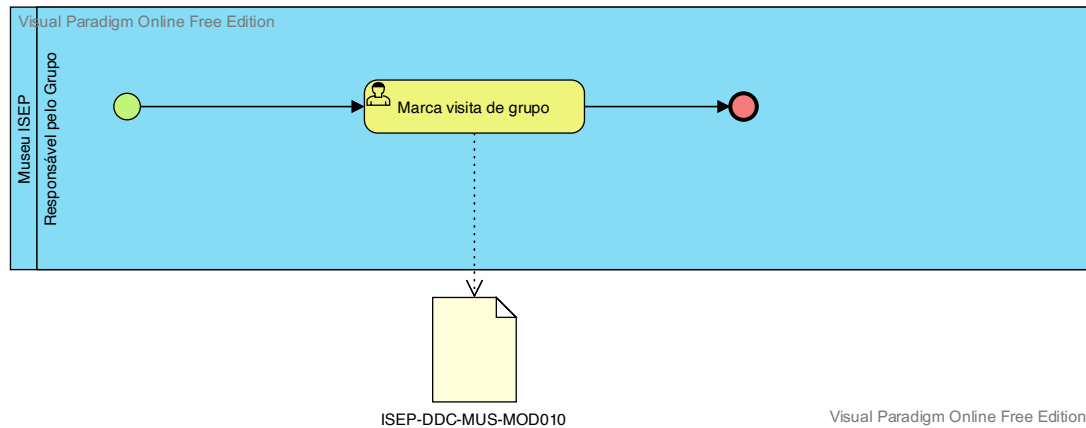 Visual Paradigm Online Free Edition
Museu ISEP
Responsável pelo Grupo
Marca visita de grupo
ISEP-DDC-MUS-MOD010
Visual Paradigm Online Free Edition